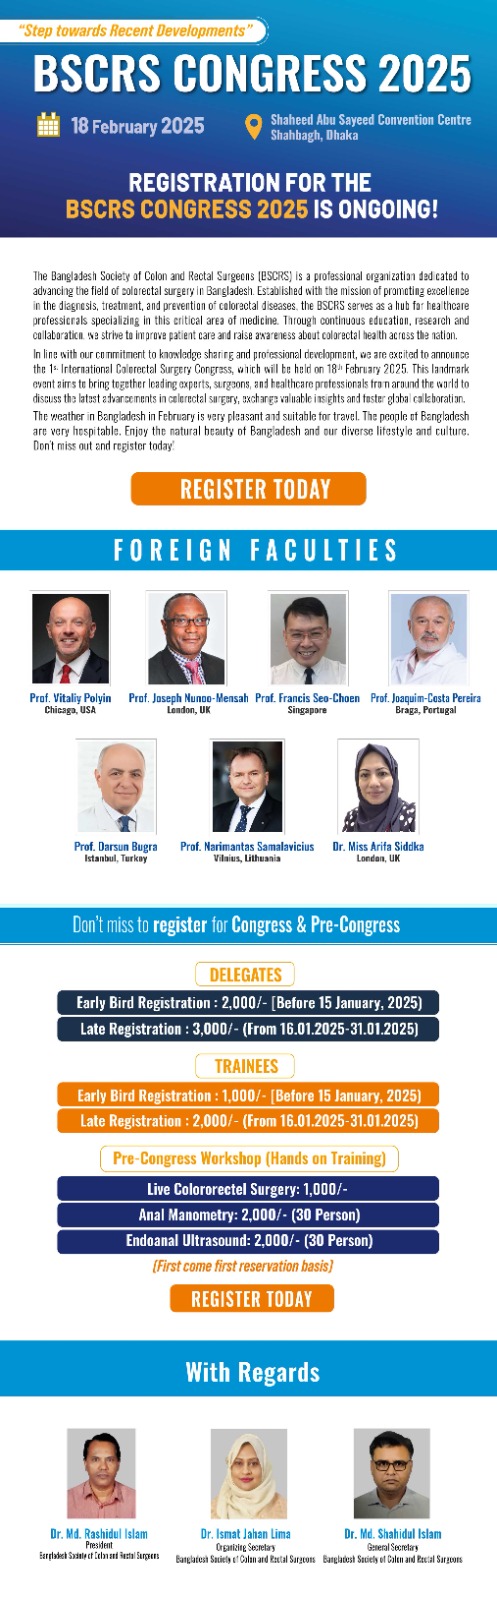 "Step towards Recent Developments"
BSCRS CONGRESS 2025
18 February 2025
Shaheed Abu Sayeed Convention Centre
Shahbagh, Dhaka
REGISTRATION FOR THE
BSCRS CONGRESS 2025 IS ONGOING!
The Bangladesh Society of Colon and Rectal Surgeons (BSCRS) is a professional organization dedicated to
advancing the field of colorectal surgery in Bangladesh. Established with the mission of promoting excellence
in the diagnosis, treatment, and prevention of colorectal diseases, the BSCRS serves as a hub for healthcare
professionals specializing in this critical area of medicine. Through continuous education, research and
collaboration, we strive to improve patient care and raise awareness about colorectal health across the nation.
In line with our commitment to knowledge sharing and professional development, we are excited to announce
the 1st International Colorectal Surgery Congress, which will be held on 18th February 2025. This landmark
event aims to bring together leading experts, surgeons, and healthcare professionals from around the world to
discuss the latest advancements in colorectal surgery, exchange valuable insights and foster global collaboration.
The weather in Bangladesh in February is very pleasant and suitable for travel. The people of Bangladesh
are very hospitable. Enjoy the natural beauty of Bangladesh and our diverse lifestyle and culture.
Don't miss out and register today!
REGISTER TODAY
FOREIGN FACULTIES
Prof. Vitaliy Polyin
Chicago, USA
Prof. Joseph Nunoo-Mensah
London, UK
Prof. Francis Seo-Choen
Singapore
Prof. Joaquim-Costa Pereira
Braga, Portugal
Prof. Darsun Bugra
Istanbul, Turkey
Prof. Narimantas Samalavicius
Vilnius, Lithuania
Dr. Miss Arifa Siddka
London, UK
Don't miss to register for Congress & Pre-Congress
DELEGATES
Early Bird Registration : 2,000/- [Before 15 January, 2025)
Late Registration : 3,000/- (From 16.01.2025-31.01.2025)
TRAINEES
Early Bird Registration : 1,000/- [Before 15 January, 2025)
Late Registration : 2,000/- (From 16.01.2025-31.01.2025)
Pre-Congress Workshop (Hands on Training)
Live Colororectel Surgery: 1,000/-
Anal Manometry: 2,000/- (30 Person)
Endoanal Ultrasound: 2,000/- (30 Person)
(First come first reservation basis)
REGISTER TODAY
With Regards
Dr. Md. Rashidul Islam
President
Bangladesh Society of Colon and Rectal Surgeons
Dr. Ismat Jahan Lima
Organizing Secretary
Bangladesh Society of Colon and Rectal Surgeons
Dr. Md. Shahidul Islam
General Secretary
Bangladesh Society of Colon and Rectal Surgeons